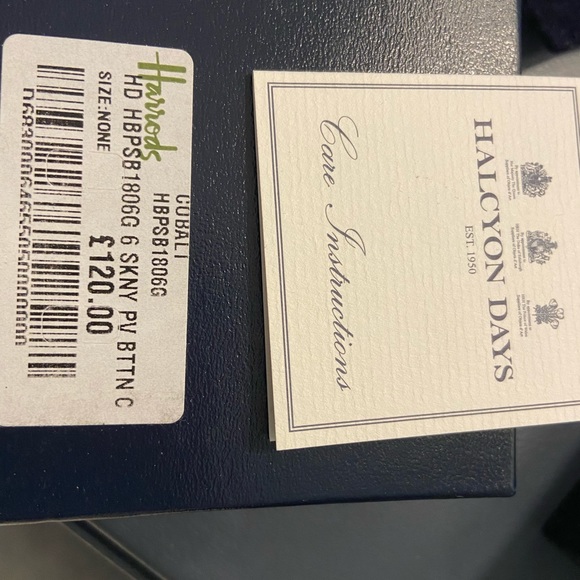 Harrods
COBALT
HBPSB1806G
HD HBPSB1806G 6 SKNY PV BTTN C
SIZE:NONE
£120.00
HALCYON DAYS
EST. 1950
Care Instructions